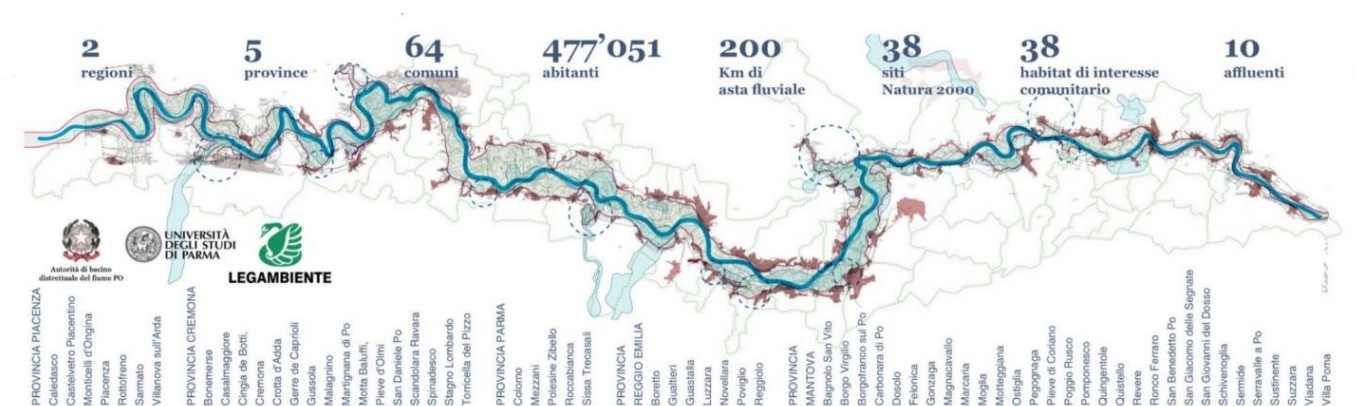 2
regioni
5
province
64
comuni
477’051
abitanti
200
Km di
asta fluviale
38
siti
Natura 2000
38
habitat di interesse
comunitario
10
affluenti
Autorità di bacino
distrettuale del fiume PO
UNIVERSITÀ
DEGLI STUDI
DI PARMA
LEGAMBIENTE
PROVINCIA PIACENZA
Caledasco
Castelvetro Piacentino
Monticelli d'Ongina
Piacenza
Rottofreno
Sarmato
Villanova sull'Arda
PROVINCIA CREMONA
Bonemerse
Casalmaggiore
Cingia de Botti,
Cremona
Crotta d'Adda
Gerre de Caprioli
Gussola
Malagnino
Martignana di Po
Motta Baluffi,
Pieve d'Olmi
San Daniele Po
Scandolara Ravara
Spinadesco
Stagno Lombardo
Torricella del Pizzo
PROVINCIA PARMA
Colorno
Mezzani
Polesine Zibello
Roccabianca
Sissa Trecasali
PROVINCIA
REGGIO EMILIA
Boretto
Gualtieri
Guastalla
Luzzara
Novellara
Poviglio
Reggiolo
PROVINCIA
MANTOVA
Bagnolo San Vito
Borgo Virgilio
Borgofranco sul Po
Carbonara di Po
Dosolo
Felonica
Gonzaga
Magnacavallo
Marcaria
Moglia
Motteggiana
Ostiglia
Pegognaga
Pieve di Coriano
Poggio Rusco
Pomponesco
Quingentole
Quistello
Revere
Ronco Ferraro
San Benedetto Po
San Giacomo delle Segnate
San Giovanni del Dosso
Schivenoglia
Sermide
Serravalle a Po
Sustinente
Suzzara
Viadana
Villa Poma